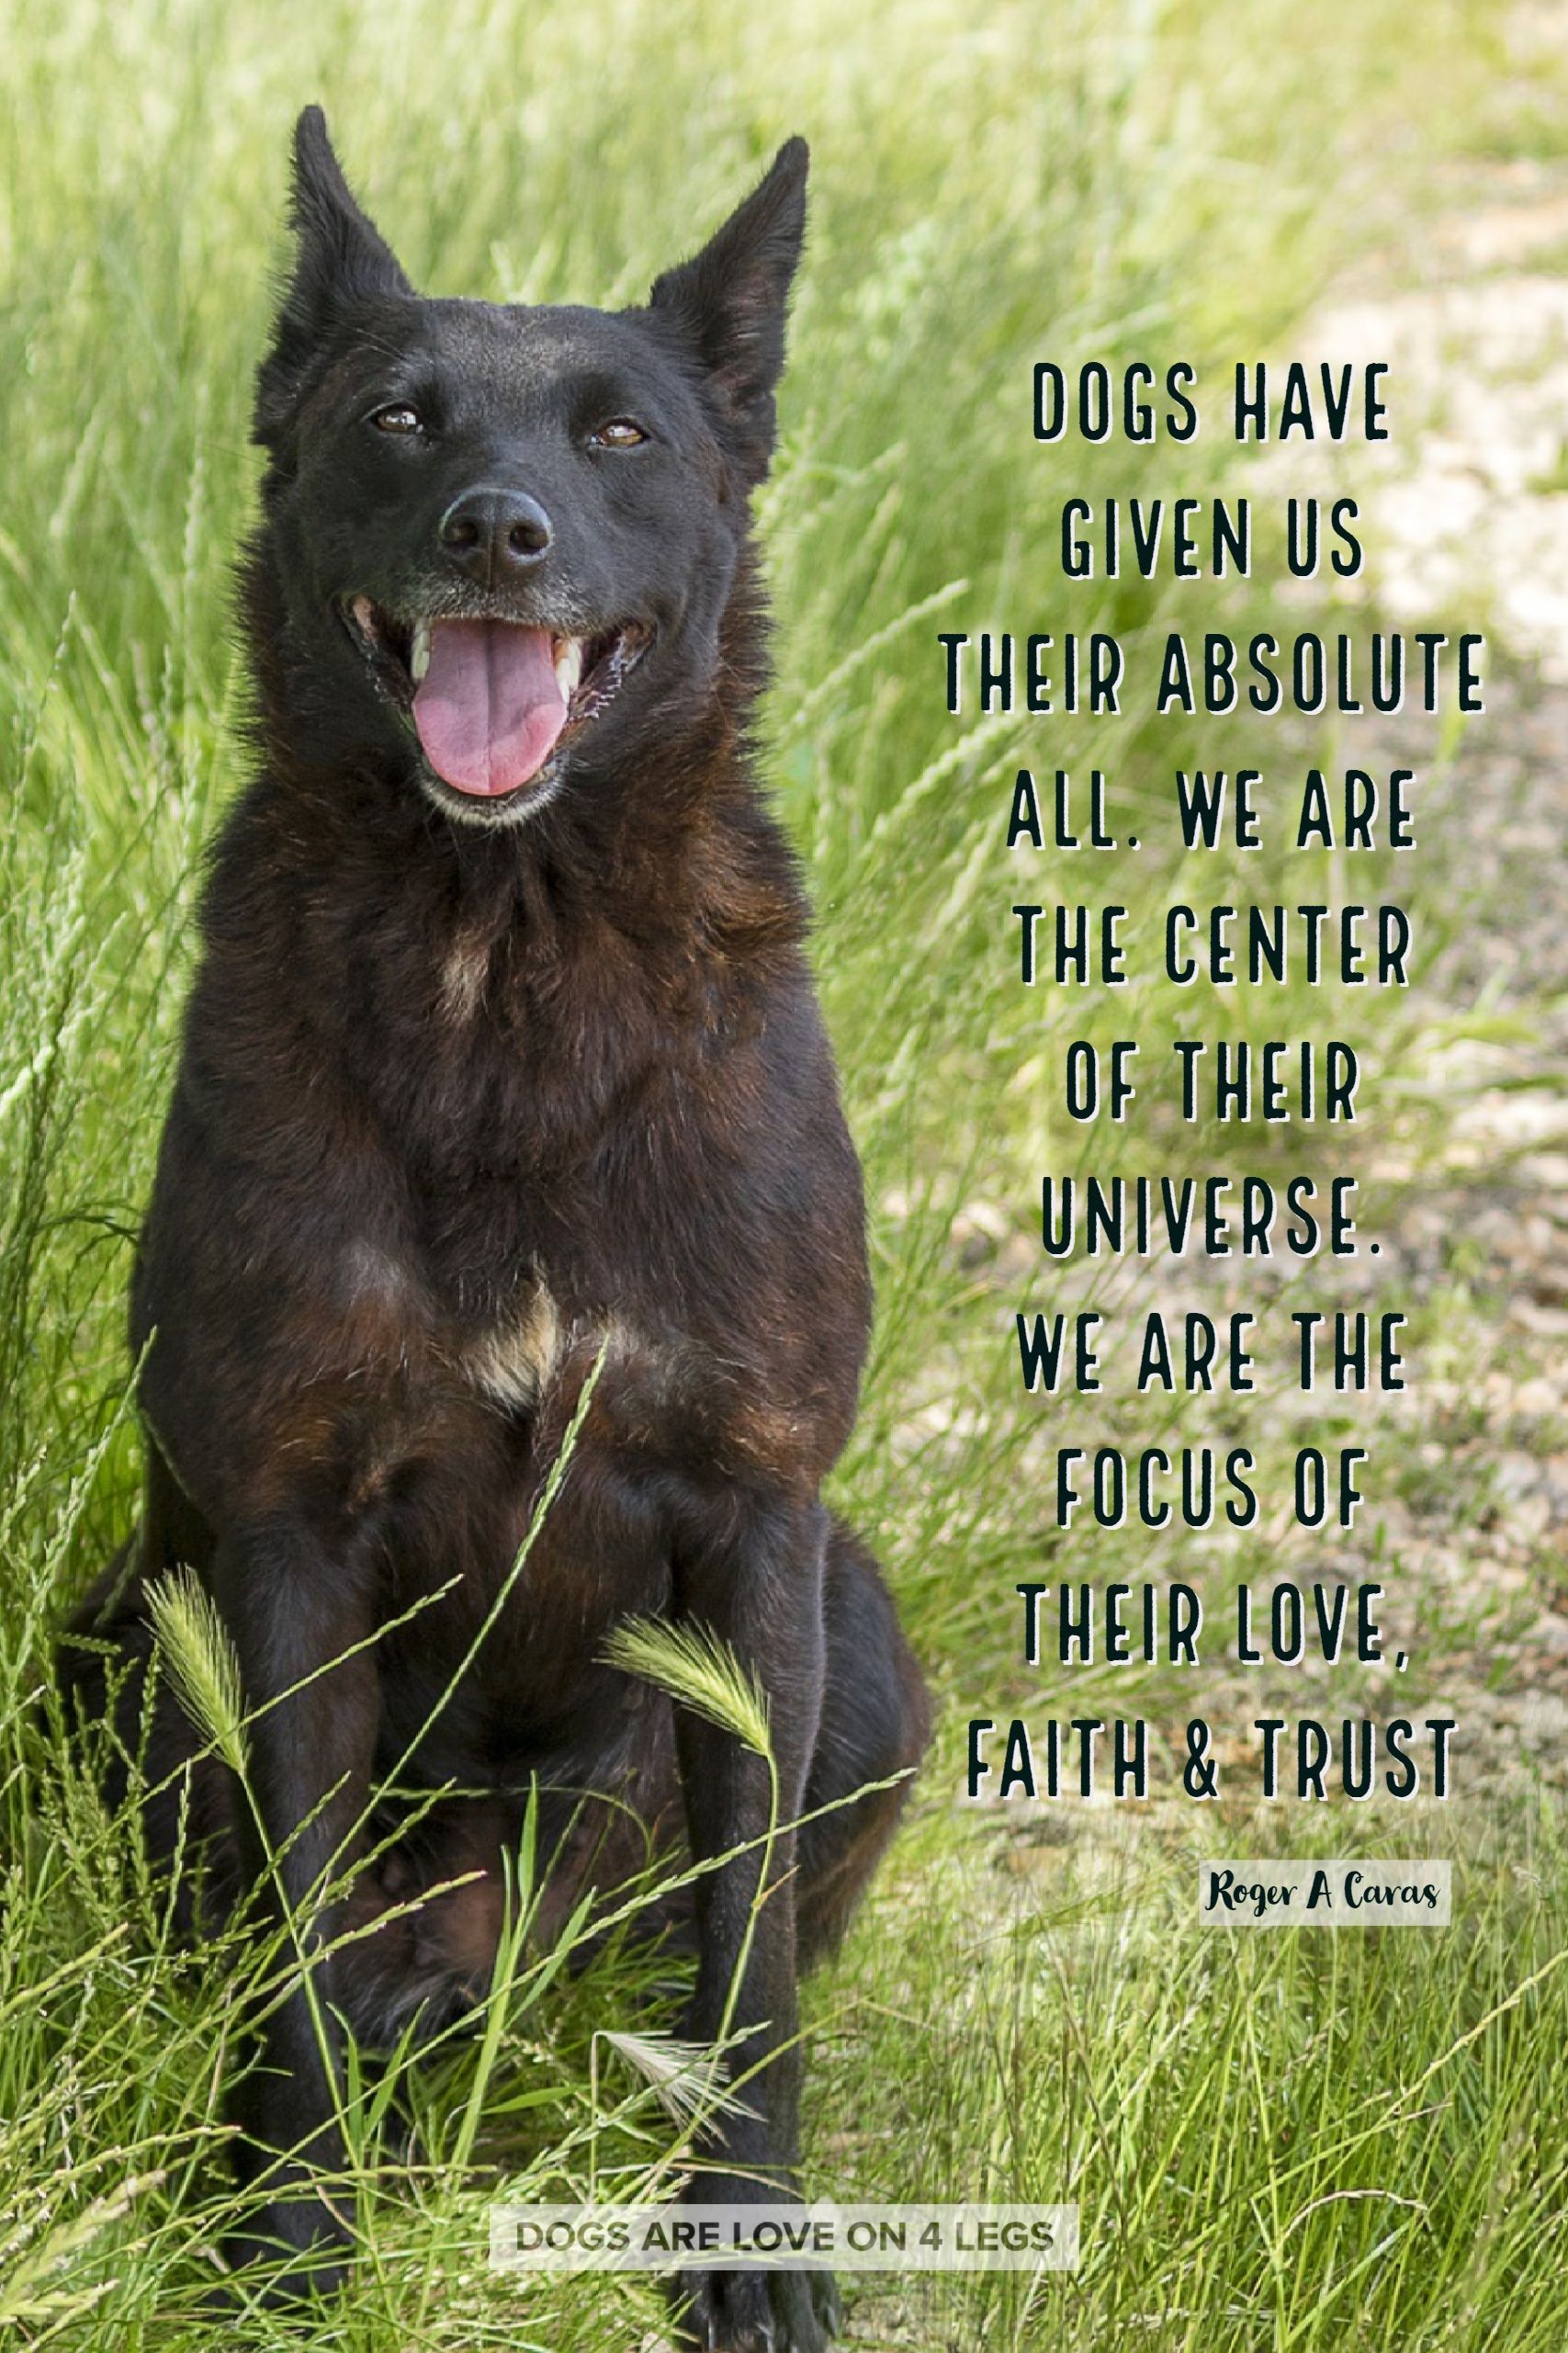 DOGS HAVE
GIVEN US
THEIR ABSOLUTE
ALL. WE ARE
THE CENTER
OF THEIR
UNIVERSE.
WE ARE THE
FOCUS OF
THEIR LOVE,
FAITH & TRUST
Roger A Caras
DOGS ARE LOVE ON 4 LEGS